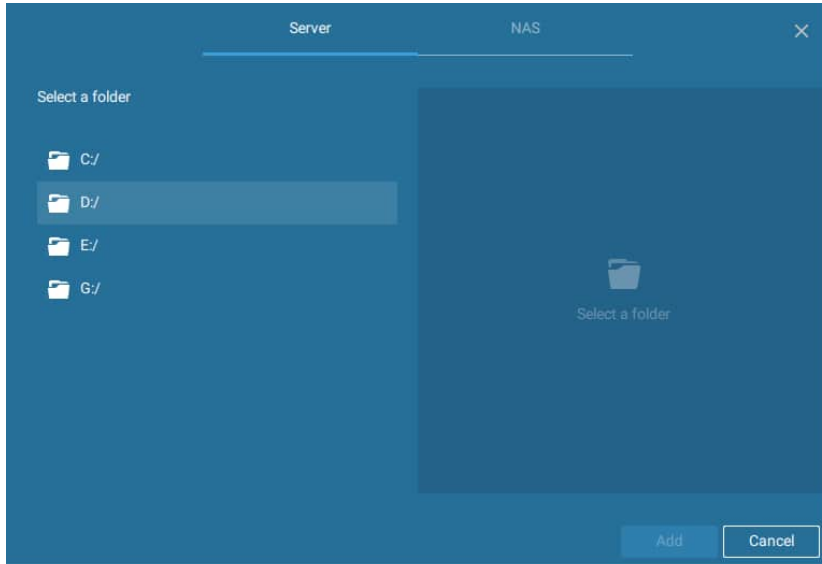 Server
NAS
Select a folder
C:/
D:/
E:/
G:/
Select a folder
Add
Cancel